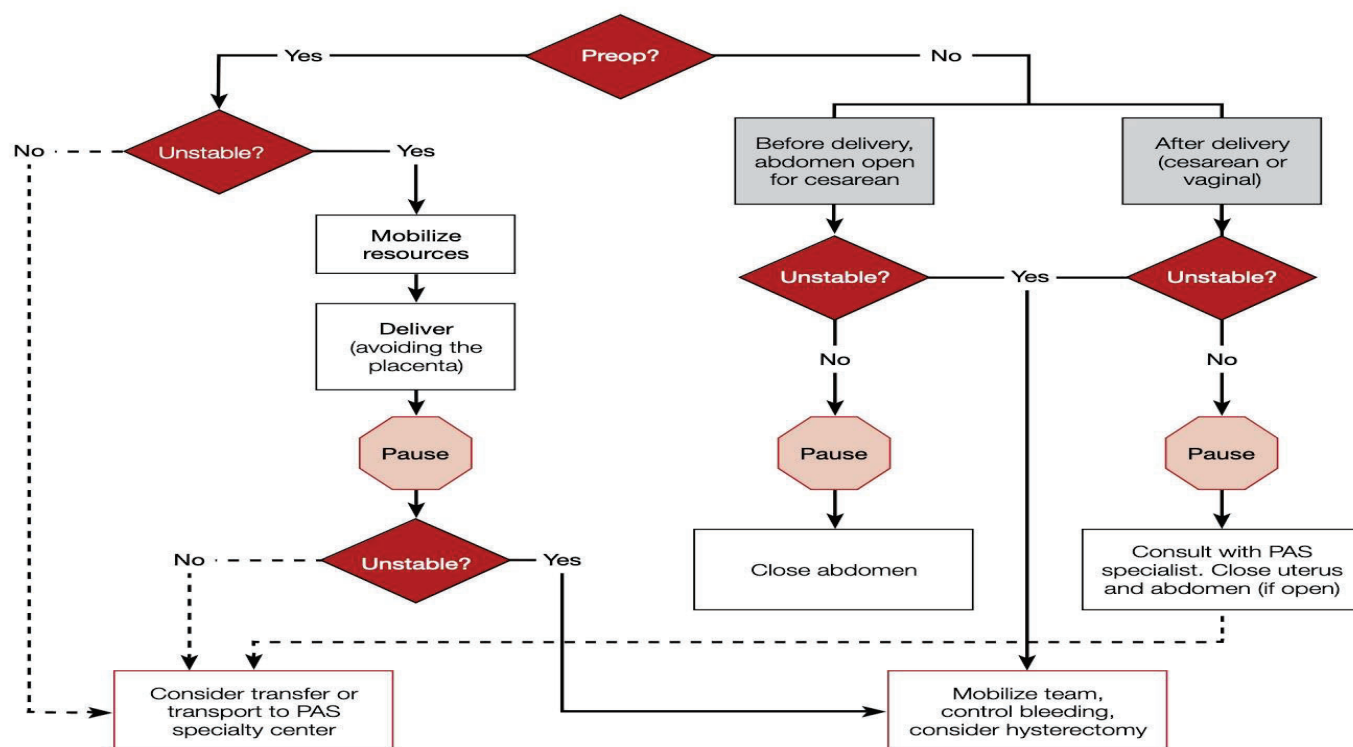 Preop?
Yes
No
Unstable?
No
Yes
Before delivery,
abdomen open
for cesarean
After delivery
(cesarean or
vaginal)
Mobilize
resources
Unstable?
Yes
Unstable?
Deliver
(avoiding the
placenta)
No
No
Pause
Pause
Pause
Unstable?
No
Yes
Close abdomen
Consult with PAS
specialist. Close uterus
and abdomen (if open)
Consider transfer or
transport to PAS
specialty center
Mobilize team,
control bleeding,
consider hysterectomy